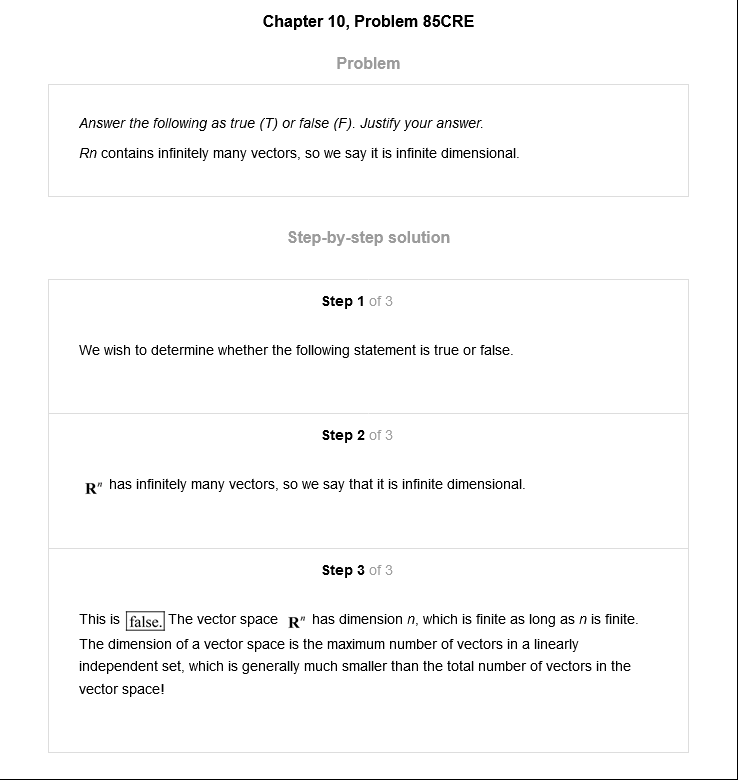 Chapter 10, Problem 85CRE
Problem
Answer the following as true (T) or false (F). Justify your answer.
Rn contains infinitely many vectors, so we say it is infinite dimensional.
Step-by-step solution
Step 1 of 3
We wish to determine whether the following statement is true or false.
Step 2 of 3
Rⁿ has infinitely many vectors, so we say that it is infinite dimensional.
Step 3 of 3
This is false. The vector space Rⁿ has dimension n, which is finite as long as n is finite.
The dimension of a vector space is the maximum number of vectors in a linearly
independent set, which is generally much smaller than the total number of vectors in the
vector space!